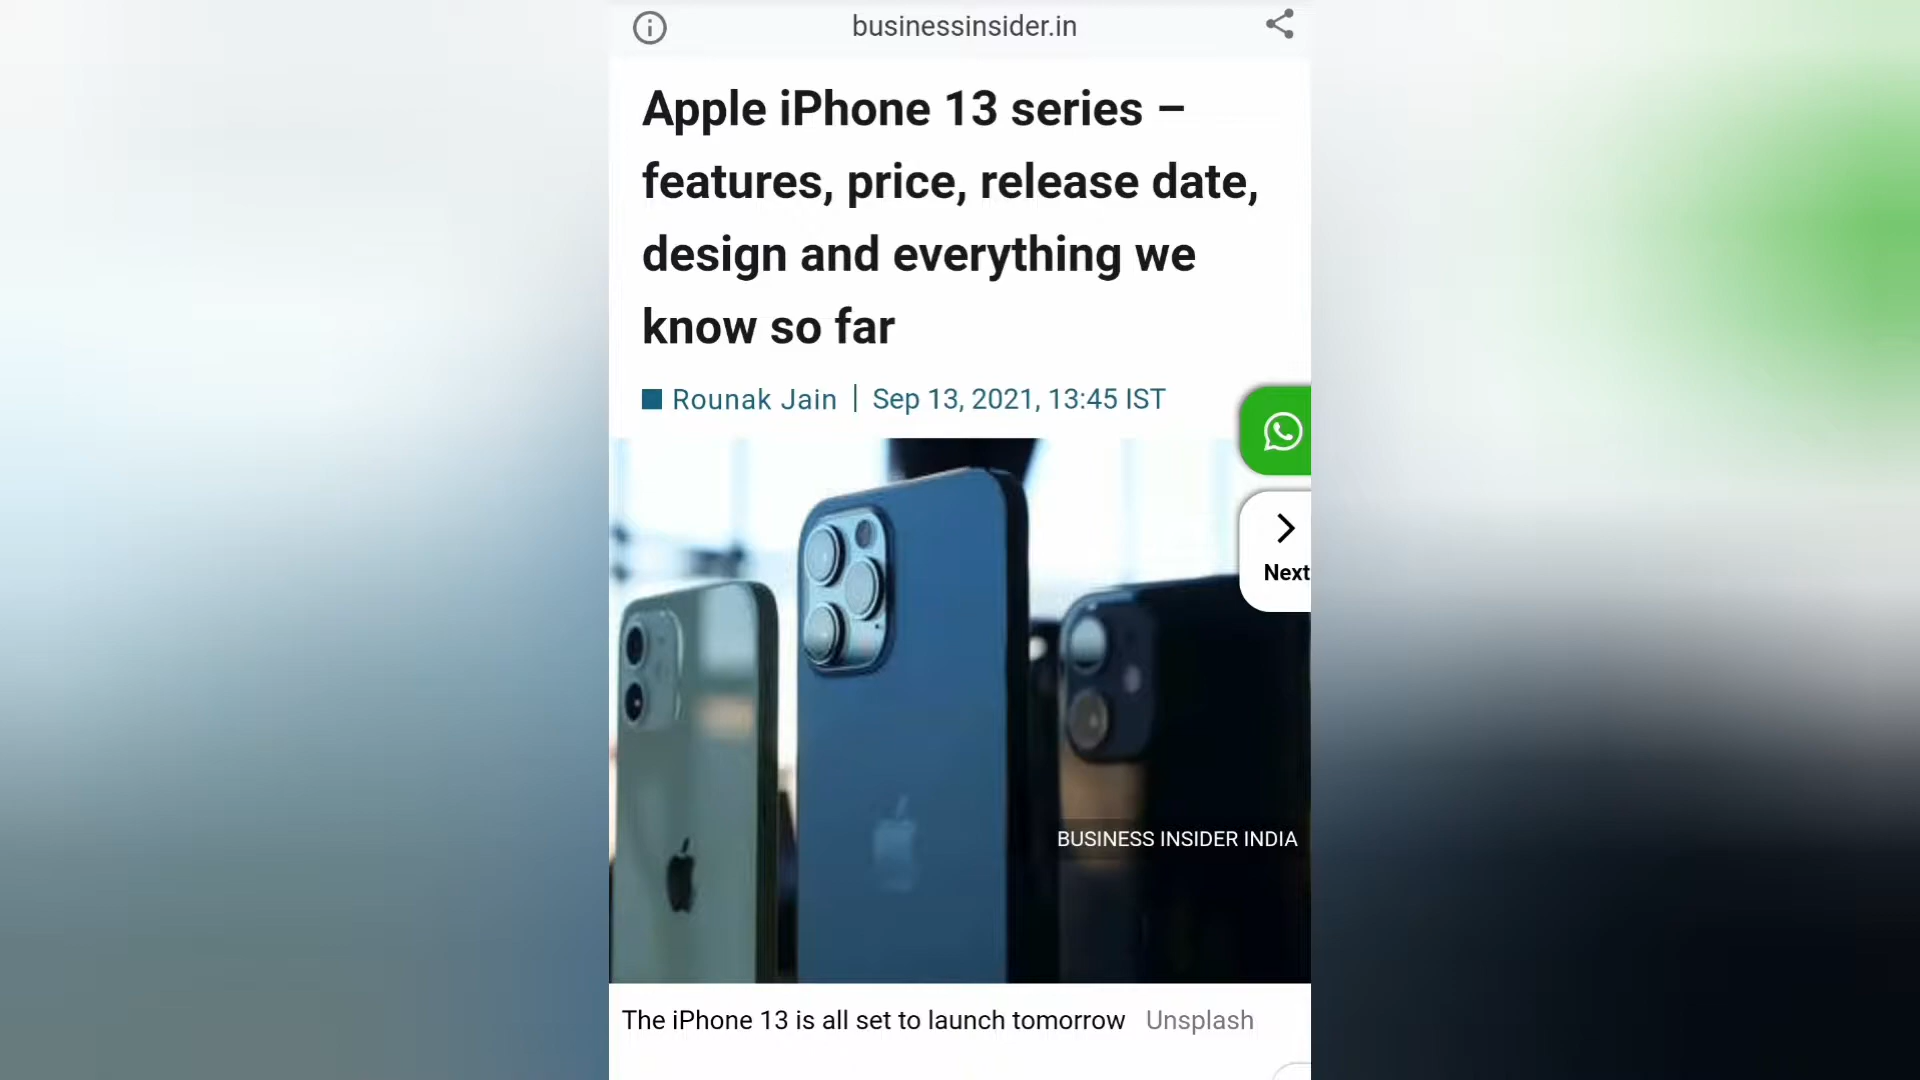 businessinsider.in
Apple iPhone 13 series –
features, price, release date,
design and everything we
know so far
Rounak Jain | Sep 13, 2021, 13:45 IST
Next
BUSINESS INSIDER INDIA
The iPhone 13 is all set to launch tomorrow Unsplash